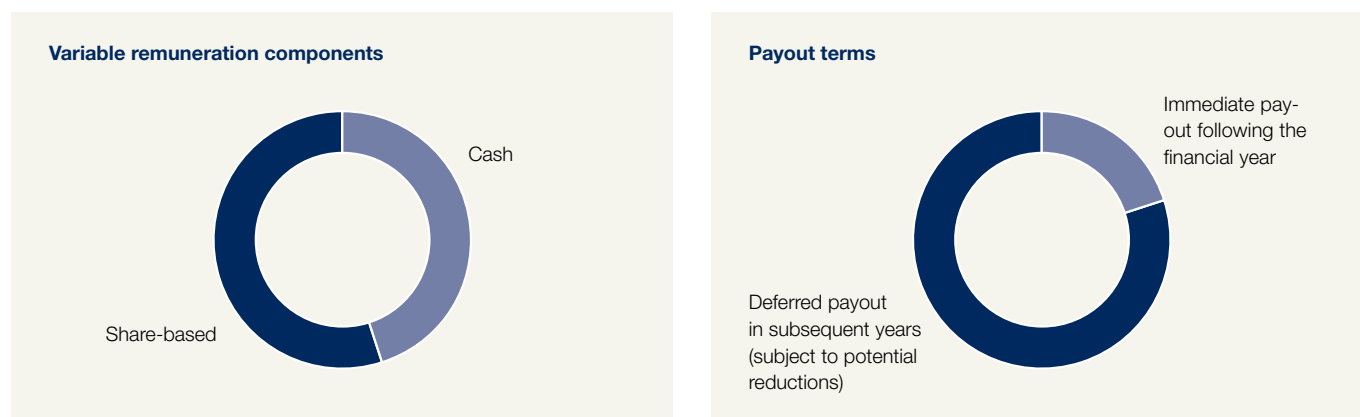 Variable remuneration components
Cash
Share-based
Payout terms
Immediate pay-
out following the
financial year
Deferred payout
in subsequent years
(subject to potential
reductions)